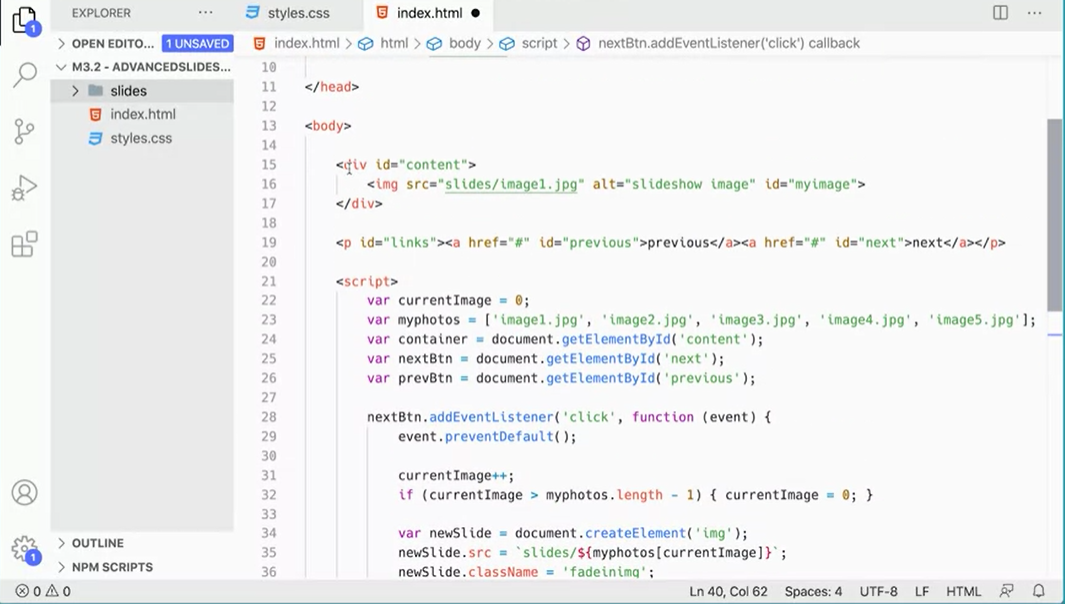 EXPLORER ···
styles.css
index.html
···
1
OPEN EDITO... 1 UNSAVED
index.html > html > body > script > nextBtn.addEventListener('click') callback
M3.2 - ADVANCEDSLIDES...
slides
index.html
styles.css
10
11 </head>
12
13 <body>
14
15 <div id="content">
16 <img src="slides/image1.jpg" alt="slideshow image" id="myimage">
17 </div>
18
19 <p id="links"><a href="#" id="previous">previous</a><a href="#" id="next">next</a></p>
20
21 <script>
22 var currentImage = 0;
23 var myphotos = ['image1.jpg', 'image2.jpg', 'image3.jpg', 'image4.jpg', 'image5.jpg'];
24 var container = document.getElementById('content');
25 var nextBtn = document.getElementById('next');
26 var prevBtn = document.getElementById('previous');
27
28 nextBtn.addEventListener('click', function (event) {
29 event.preventDefault();
30
31 currentImage++;
32 if (currentImage > myphotos.length - 1) { currentImage = 0; }
33
34 var newSlide = document.createElement('img');
35 newSlide.src = `slides/${myphotos[currentImage]}`;
36 newSlide.className = 'fadeinimg';
OUTLINE
1
NPM SCRIPTS
0 0 Ln 40, Col 62 Spaces: 4 UTF-8 LF HTML